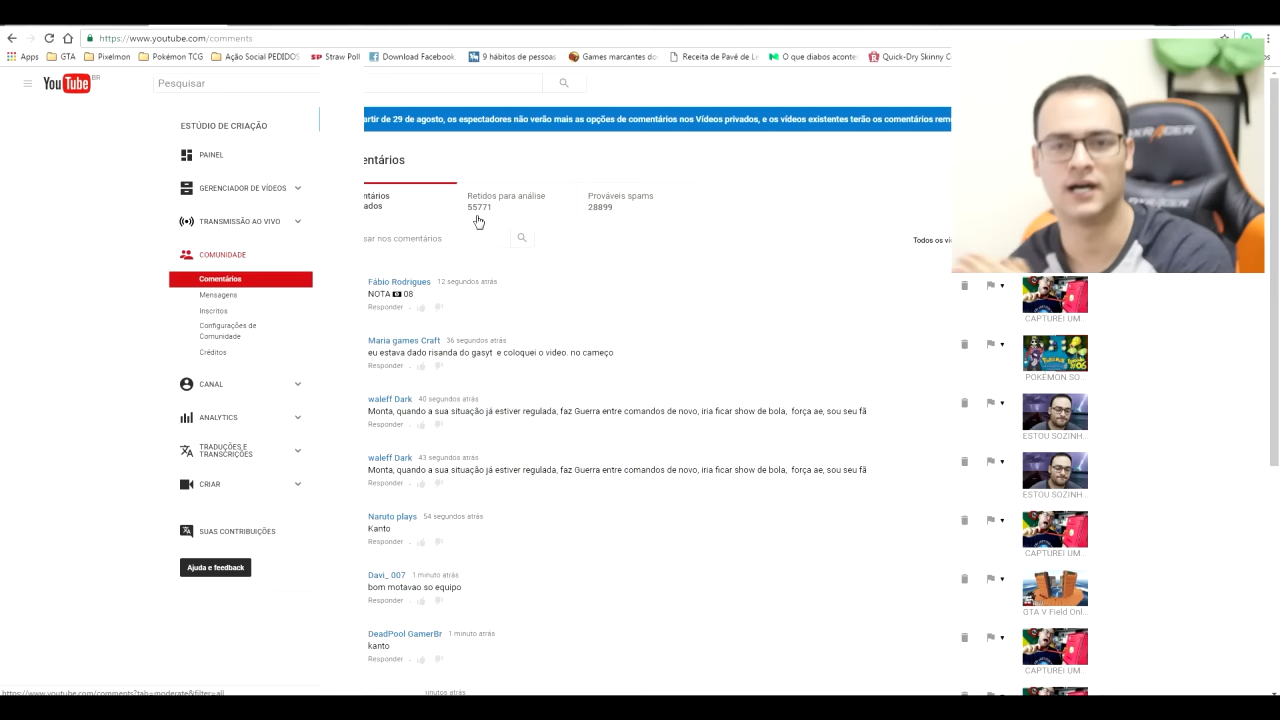 https://www.youtube.com/comments
Apps GTA Pixelmon Pokémon TCG Ação Social PEDIDOS SP Straw Poll Download Facebook, 9 hábitos de pessoas Games marcantes do Receita de Pavê de Le O que diabos aconte Quick-Dry Skinny C os
YouTube BR
Pesquisar
ESTÚDIO DE CRIAÇÃO
PAINEL
GERENCIADOR DE VÍDEOS
TRANSMISSÃO AO VIVO
COMUNIDADE
Comentários
Mensagens
Inscritos
Configurações de
Comunidade
Créditos
CANAL
ANALYTICS
TRADUÇÕES E
TRANSCRIÇÕES
CRIAR
SUAS CONTRIBUIÇÕES
Ajuda e feedback
artir de 29 de agosto, os espectadores não verão mais as opções de comentários nos Vídeos privados, e os vídeos existentes terão os comentários rem
entários
ntários
ados
Retidos para análise
55771
Prováveis spams
28899
sar nos comentários
Todos os ví
DXRACER
Fábio Rodrigues 12 segundos atrás
NOTA 08
Responder
CAPTUREI UM...
Maria games Craft 36 segundos atrás
eu estava dado risanda do gasyt e coloquei o video. no cameço
Responder
#06
POKÉMON SO...
waleff Dark 40 segundos atrás
Monta, quando a sua situação já estiver regulada, faz Guerra entre comandos de novo, iria ficar show de bola, força ae, sou seu fã
Responder
ESTOU SOZINH...
waleff Dark 43 segundos atrás
Monta, quando a sua situação já estiver regulada, faz Guerra entre comandos de novo, iria ficar show de bola, força ae, sou seu fã
Responder
ESTOU SOZINH...
Naruto plays 54 segundos atrás
Kanto
Responder
CAPTUREI UM...
Davi_ 007 1 minuto atrás
bom motavao so equipo
Responder
GTA V Field Onl...
DeadPool GamerBr 1 minuto atrás
kanto
Responder
CAPTUREI UM...
inutos atrás
https://www.youtube.com/comments?tab=moderate&filter=all